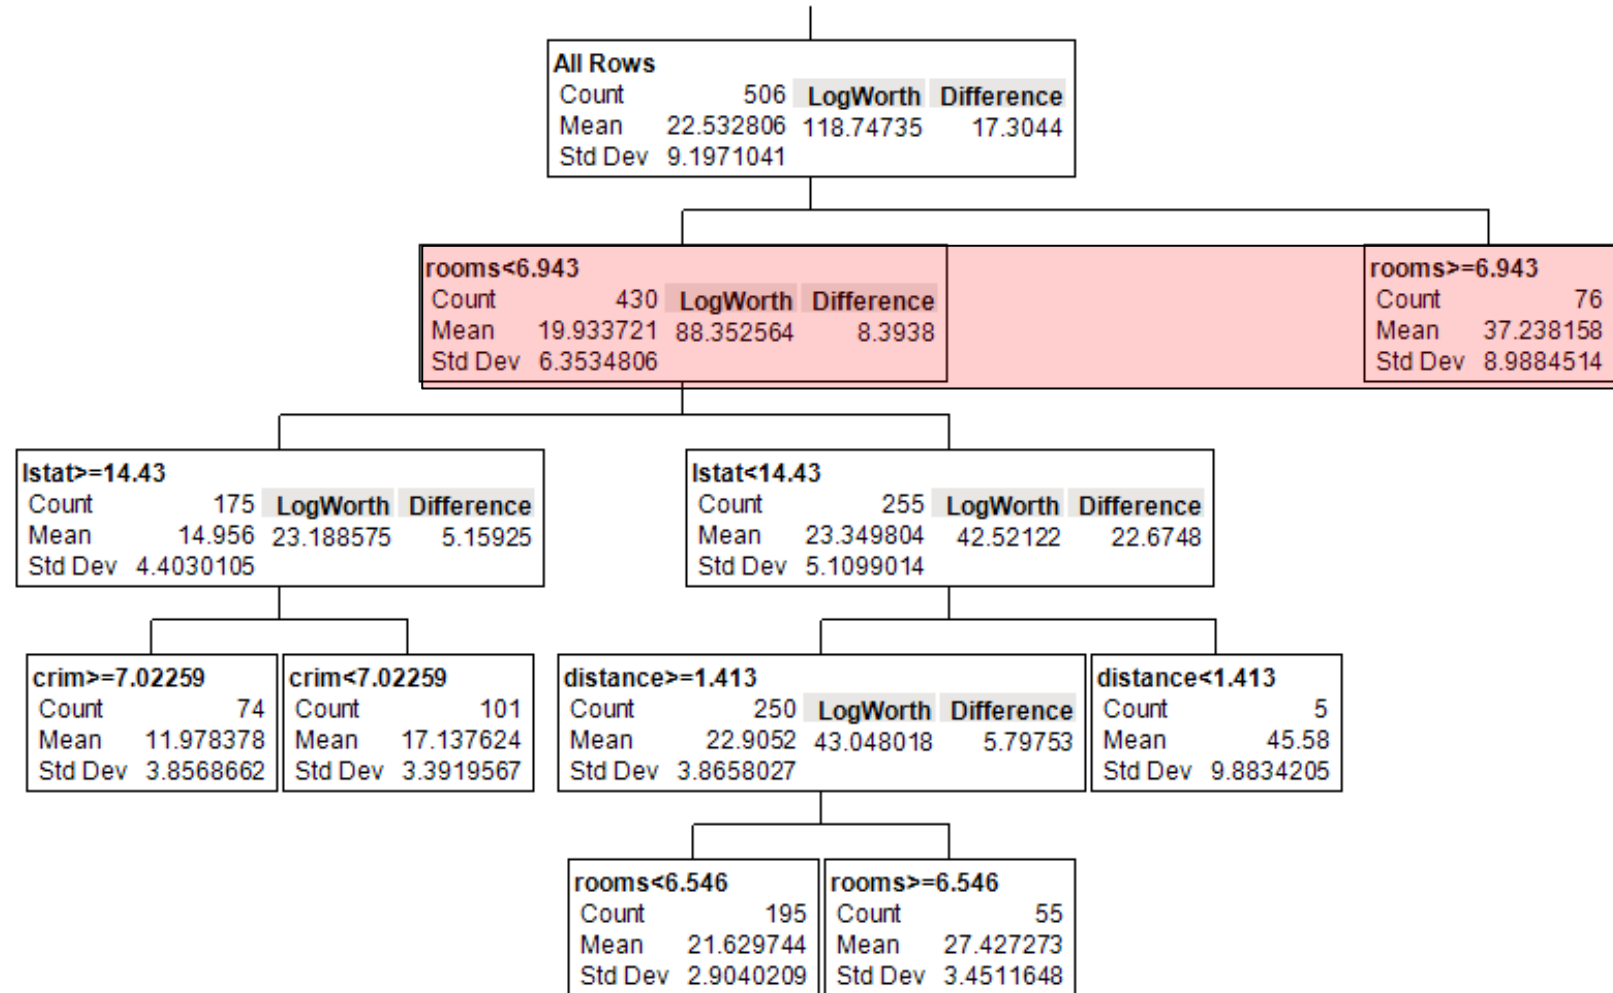 All Rows
Count 506 LogWorth Difference
Mean 22.532806 118.74735 17.3044
Std Dev 9.1971041
rooms<6.943
Count 430 LogWorth Difference
Mean 19.933721 88.352564 8.3938
Std Dev 6.3534806
rooms>=6.943
Count 76
Mean 37.238158
Std Dev 8.9884514
lstat>=14.43
Count 175 LogWorth Difference
Mean 14.956 23.188575 5.15925
Std Dev 4.4030105
lstat<14.43
Count 255 LogWorth Difference
Mean 23.349804 42.52122 22.6748
Std Dev 5.1099014
crim>=7.02259
Count 74
Mean 11.978378
Std Dev 3.8568662
crim<7.02259
Count 101
Mean 17.137624
Std Dev 3.3919567
distance>=1.413
Count 250 LogWorth Difference
Mean 22.9052 43.048018 5.79753
Std Dev 3.8658027
distance<1.413
Count 5
Mean 45.58
Std Dev 9.8834205
rooms<6.546
Count 195
Mean 21.629744
Std Dev 2.9040209
rooms>=6.546
Count 55
Mean 27.427273
Std Dev 3.4511648